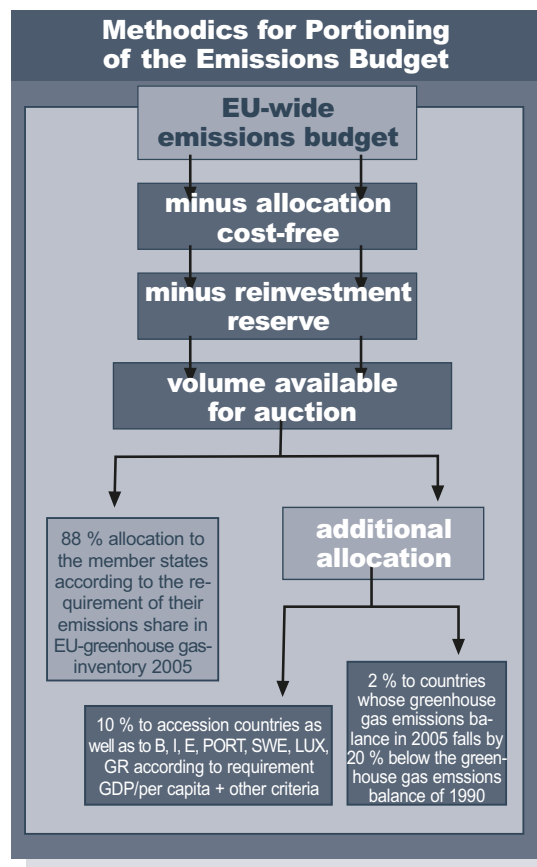 Methodics for Portioning
of the Emissions Budget
EU-wide
emissions budget
minus allocation
cost-free
minus reinvestment
reserve
volume available
for auction
88 % allocation to
the member states
according to the re-
quirement of their
emissions share in
EU-greenhouse gas-
inventory 2005
additional
allocation
10 % to accession countries as
well as to B, I, E, PORT, SWE, LUX,
GR according to requirement
GDP/per capita + other criteria
2 % to countries
whose greenhouse
gas emissions ba-
lance in 2005 falls by
20 % below the green-
house gas emssions
balance of 1990